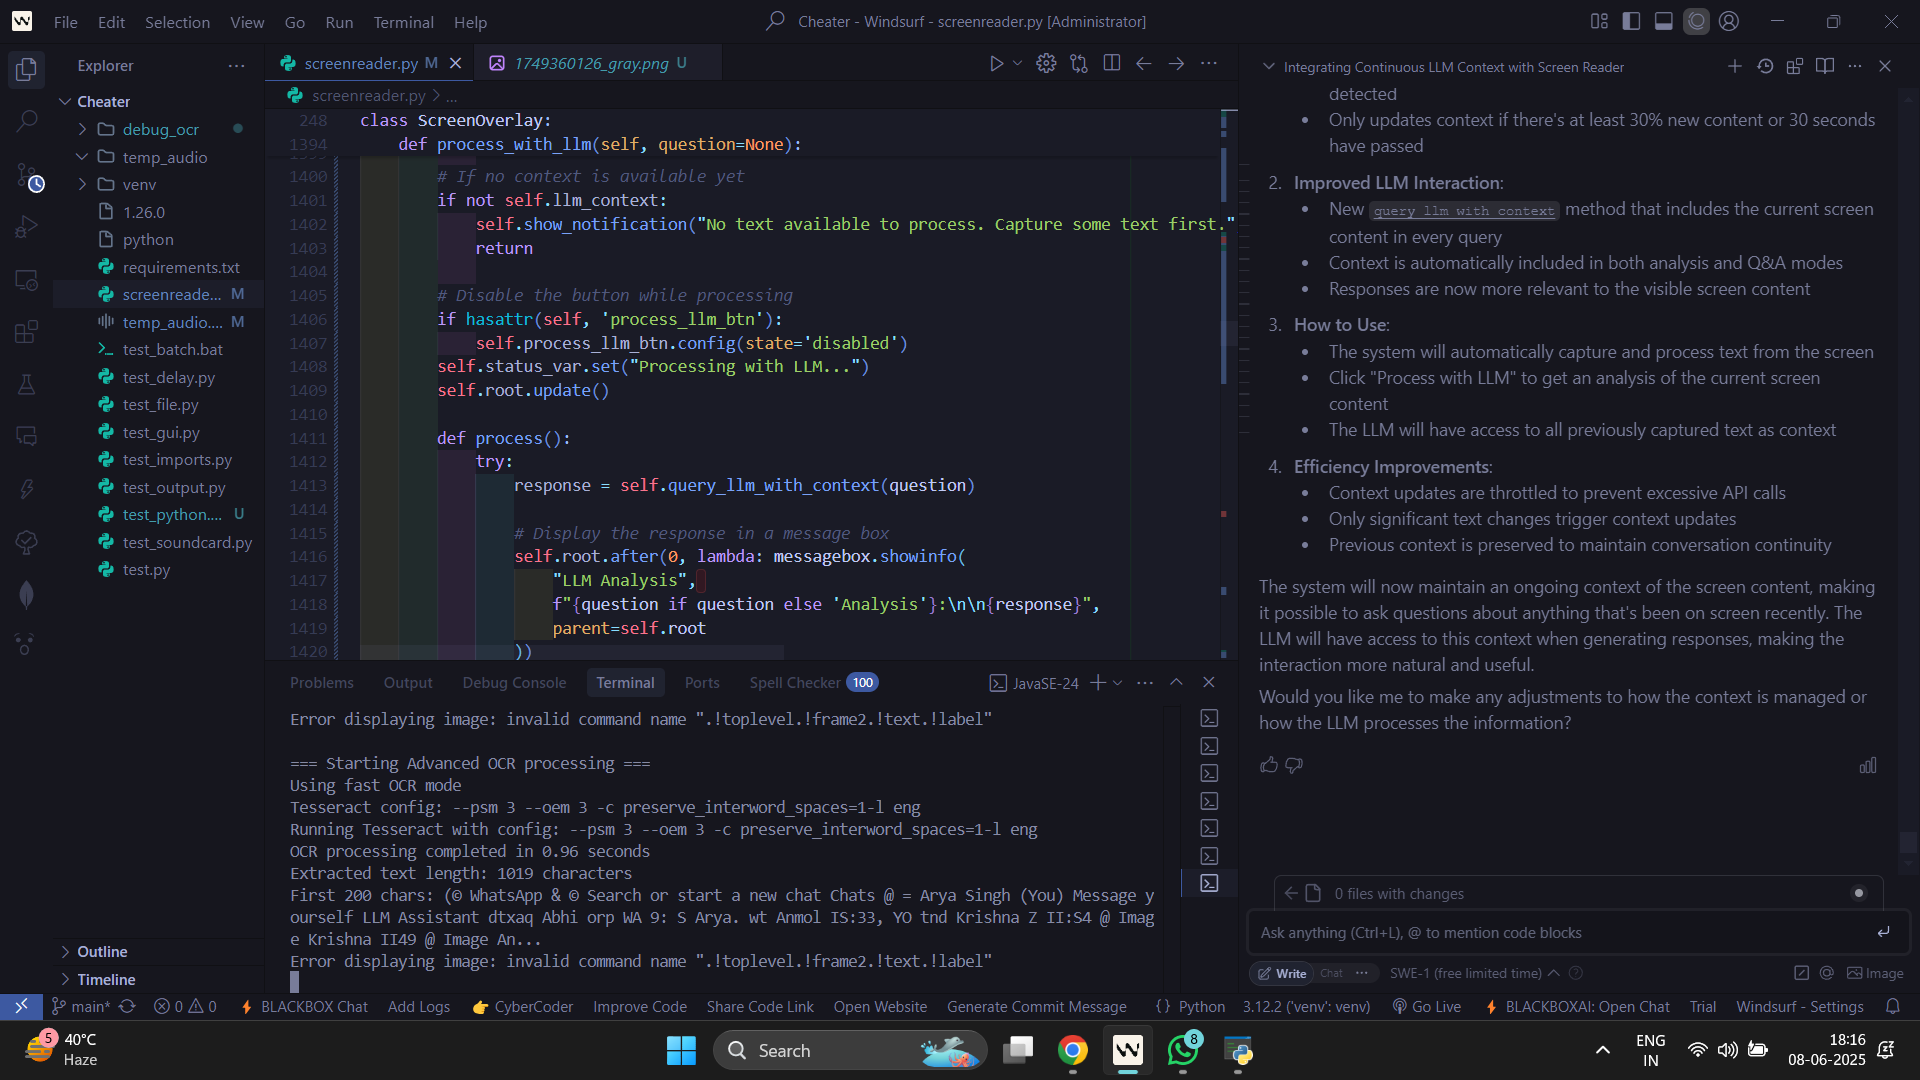 File Edit Selection View Go Run Terminal Help
Cheater - Windsurf - screenreader.py [Administrator]
Explorer
Cheater
debug_ocr
temp_audio
venv
1.26.0
python
requirements.txt
screenreade... M
temp_audio.... M
test_batch.bat
test_delay.py
test_file.py
test_gui.py
test_imports.py
test_output.py
test_python.... U
test_soundcard.py
test.py
Outline
Timeline
screenreader.py M
1749360126_gray.png U
screenreader.py > ...
248 class ScreenOverlay:
1394 def process_with_llm(self, question=None):
1400 # If no context is available yet
1401 if not self.llm_context:
1402 self.show_notification("No text available to process. Capture some text first."
1403 return
1404
1405 # Disable the button while processing
1406 if hasattr(self, 'process_llm_btn'):
1407 self.process_llm_btn.config(state='disabled')
1408 self.status_var.set("Processing with LLM...")
1409 self.root.update()
1410
1411 def process():
1412 try:
1413 response = self.query_llm_with_context(question)
1414
1415 # Display the response in a message box
1416 self.root.after(0, lambda: messagebox.showinfo(
1417 "LLM Analysis",
1418 f"{question if question else 'Analysis'}:\n\n{response}",
1419 parent=self.root
1420 ))
Problems Output Debug Console Terminal Ports Spell Checker 100
JavaSE-24
Error displaying image: invalid command name ".!toplevel.!frame2.!text.!label"
=== Starting Advanced OCR processing ===
Using fast OCR mode
Tesseract config: --psm 3 --oem 3 -c preserve_interword_spaces=1-l eng
Running Tesseract with config: --psm 3 --oem 3 -c preserve_interword_spaces=1-l eng
OCR processing completed in 0.96 seconds
Extracted text length: 1019 characters
First 200 chars: (© WhatsApp & © Search or start a new chat Chats @ = Arya Singh (You) Message y
ourself LLM Assistant dtxaq Abhi orp WA 9: S Arya. wt Anmol IS:33, YO tnd Krishna Z II:S4 @ Imag
e Krishna II49 @ Image An...
Error displaying image: invalid command name ".!toplevel.!frame2.!text.!label"
Integrating Continuous LLM Context with Screen Reader
detected
• Only updates context if there's at least 30% new content or 30 seconds
have passed
2. Improved LLM Interaction:
• New query_llm_with_context method that includes the current screen
content in every query
• Context is automatically included in both analysis and Q&A modes
• Responses are now more relevant to the visible screen content
3. How to Use:
• The system will automatically capture and process text from the screen
• Click "Process with LLM" to get an analysis of the current screen
content
• The LLM will have access to all previously captured text as context
4. Efficiency Improvements:
• Context updates are throttled to prevent excessive API calls
• Only significant text changes trigger context updates
• Previous context is preserved to maintain conversation continuity
The system will now maintain an ongoing context of the screen content, making
it possible to ask questions about anything that's been on screen recently. The
LLM will have access to this context when generating responses, making the
interaction more natural and useful.
Would you like me to make any adjustments to how the context is managed or
how the LLM processes the information?
0 files with changes
Ask anything (Ctrl+L), @ to mention code blocks
Write Chat ... SWE-1 (free limited time)
Image
main* 0 0 BLACKBOX Chat Add Logs CyberCoder Improve Code Share Code Link Open Website Generate Commit Message {} Python 3.12.2 ('venv': venv) Go Live BLACKBOXAI: Open Chat Trial Windsurf - Settings
5
40°C
Haze
Search
8
ENG
IN
18:16
08-06-2025